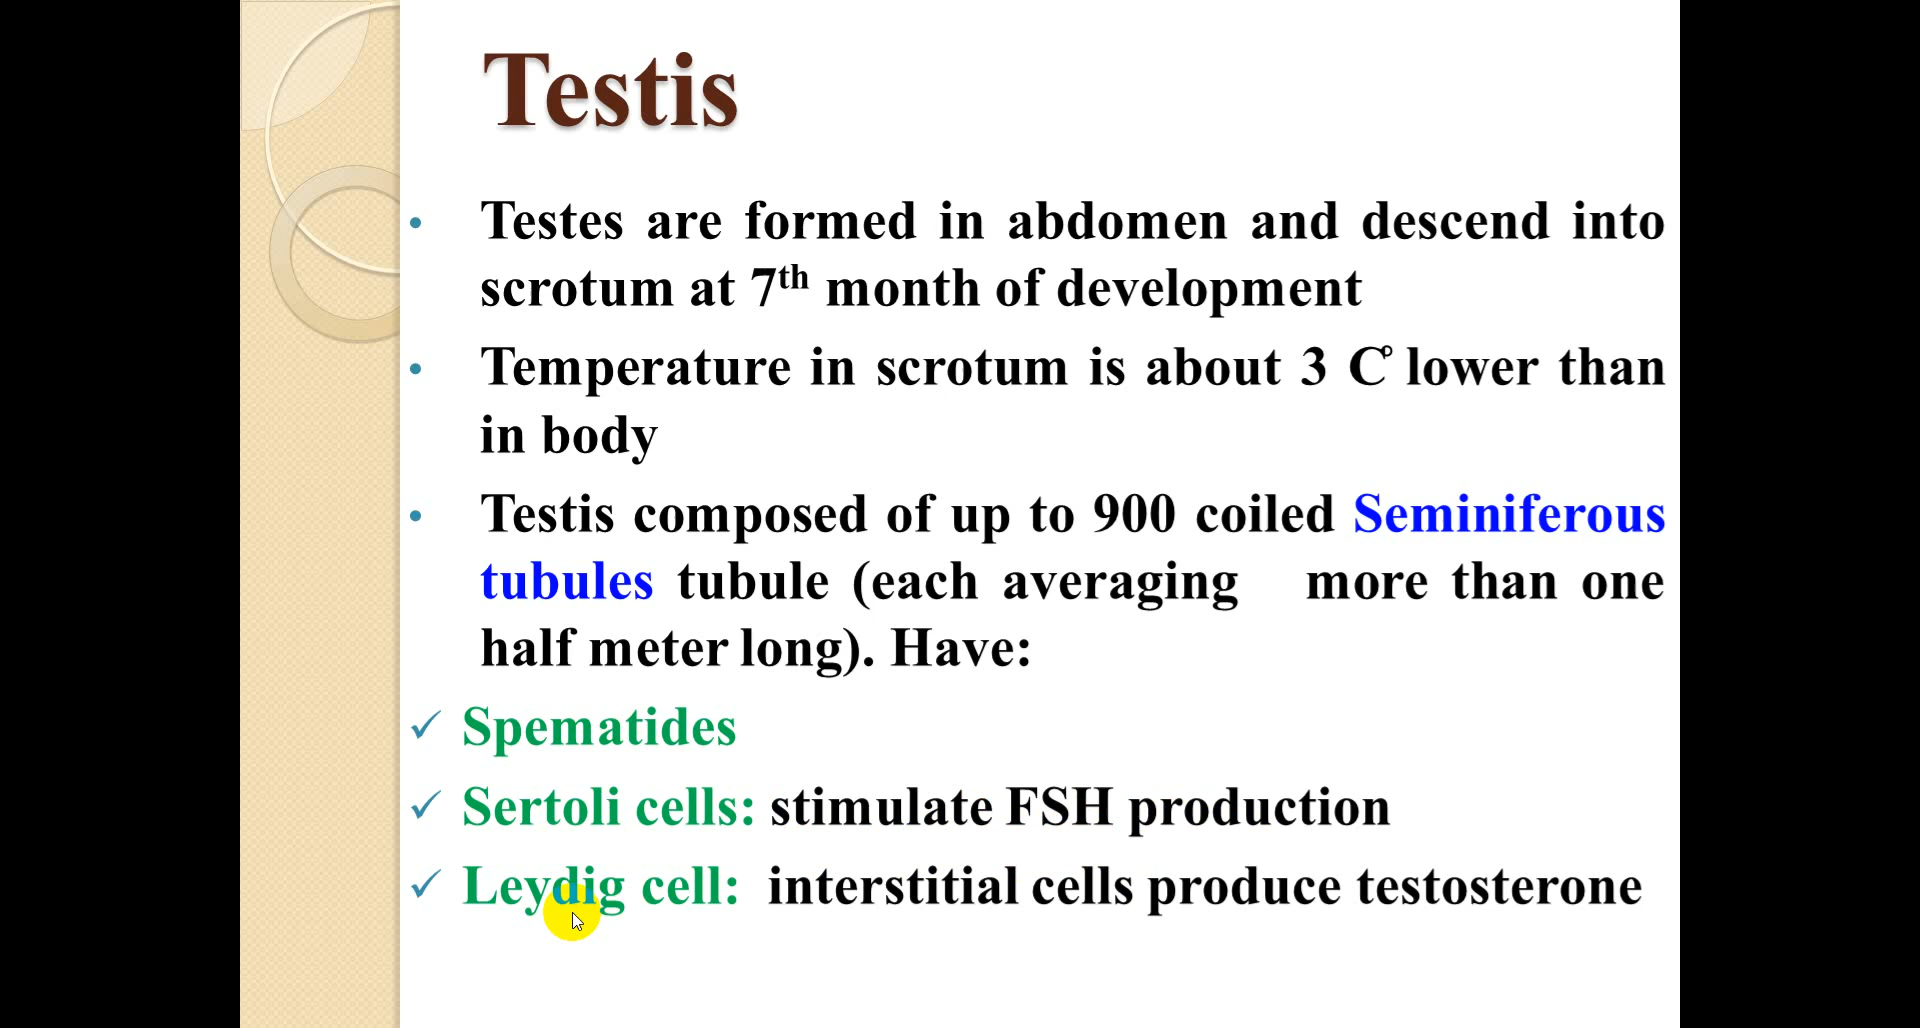 Testis
• Testes are formed in abdomen and descend into
scrotum at 7th month of development
• Temperature in scrotum is about 3 C° lower than
in body
• Testis composed of up to 900 coiled Seminiferous
tubules tubule (each averaging more than one
half meter long). Have:
✓ Spematides
✓ Sertoli cells: stimulate FSH production
✓ Leydig cell: interstitial cells produce testosterone